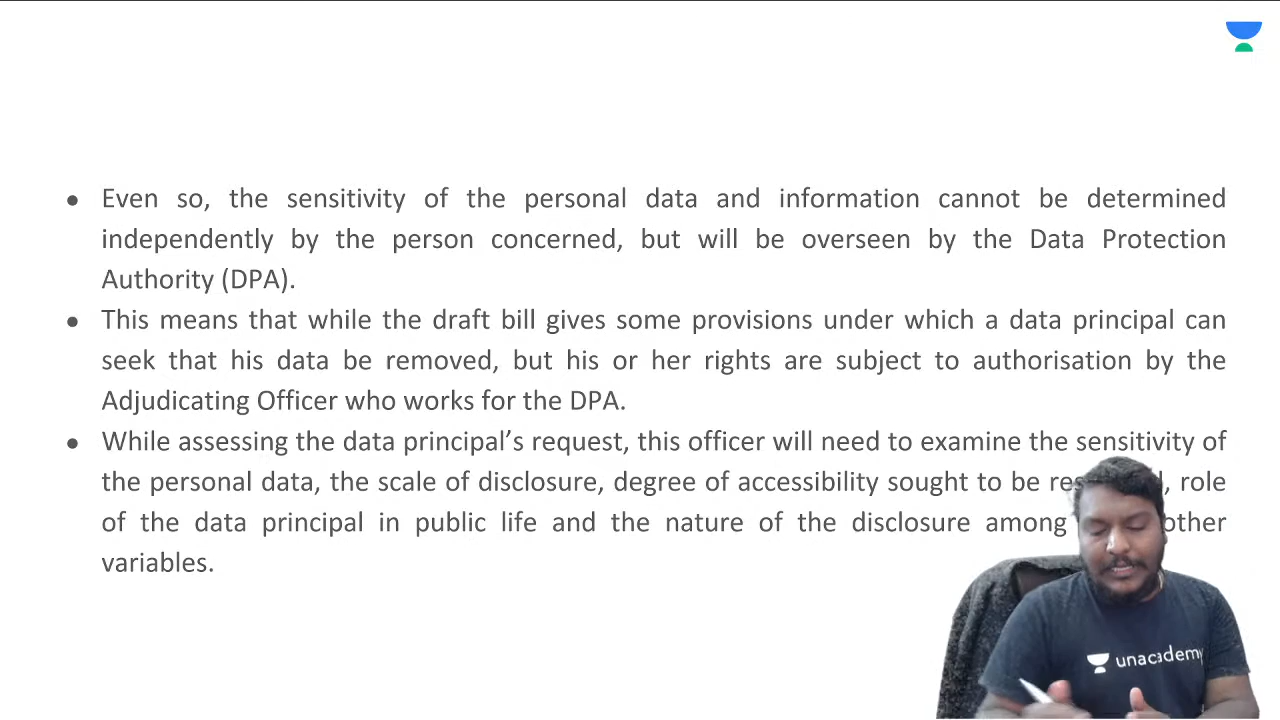 ● Even so, the sensitivity of the personal data and information cannot be determined
independently by the person concerned, but will be overseen by the Data Protection
Authority (DPA).
● This means that while the draft bill gives some provisions under which a data principal can
seek that his data be removed, but his or her rights are subject to authorisation by the
Adjudicating Officer who works for the DPA.
● While assessing the data principal’s request, this officer will need to examine the sensitivity of
the personal data, the scale of disclosure, degree of accessibility sought to be role
of the data principal in public life and the nature of the disclosure among other
variables.
unacademy